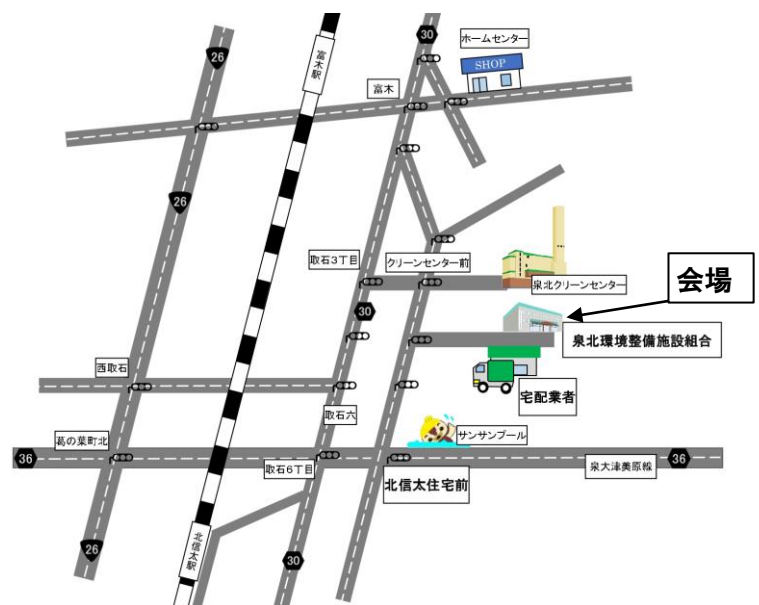 30
ホームセンター
SHOP
26
富木駅
富木
26
取石3丁目
クリーンセンター前
泉北クリーンセンター
会場
30
泉北環境整備施設組合
西取石
宅配業者
取石六
サンサンプール
葛の葉町北
36
取石6丁目
北信太住宅前
泉大津美原線
36
北信太駅
26
30